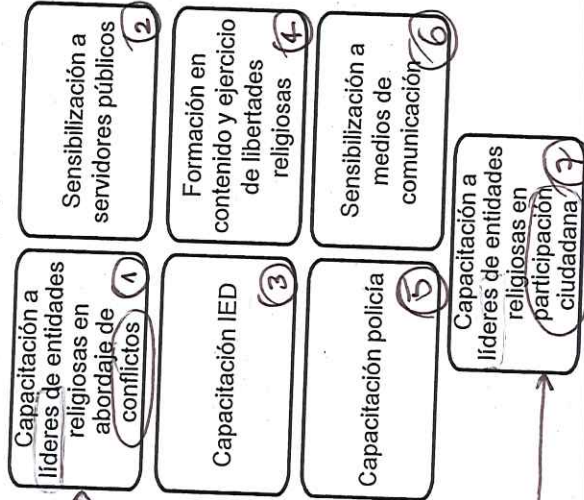 Capacitación a
líderes de entidades
religiosas en
abordaje de
conflictos
1
Sensibilización a
servidores públicos
2
Capacitación IED
3
Formación en
contenido y ejercicio
de libertades
religiosas
4
Capacitación policía
5
Sensibilización a
medios de
comunicación
6
Capacitación a
líderes de entidades
religiosas en
participación
ciudadana
7